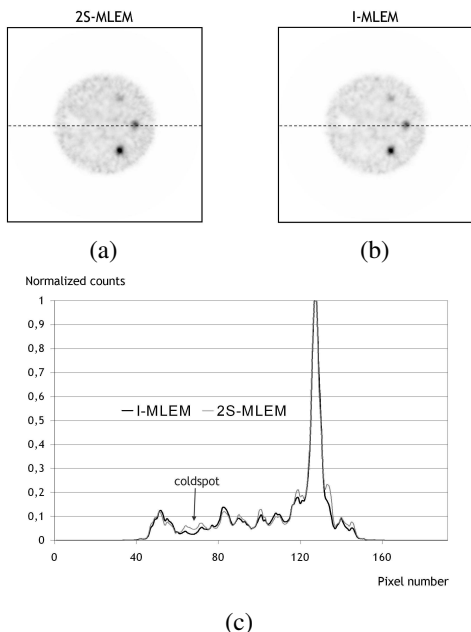 2S-MLEM
I-MLEM
(a)
(b)
Normalized counts
1
0,9
0,8
0,7
0,6
0,5
0,4
0,3
0,2
0,1
0
I-MLEM 2S-MLEM
coldspot
0 40 80 120 160
Pixel number
(c)